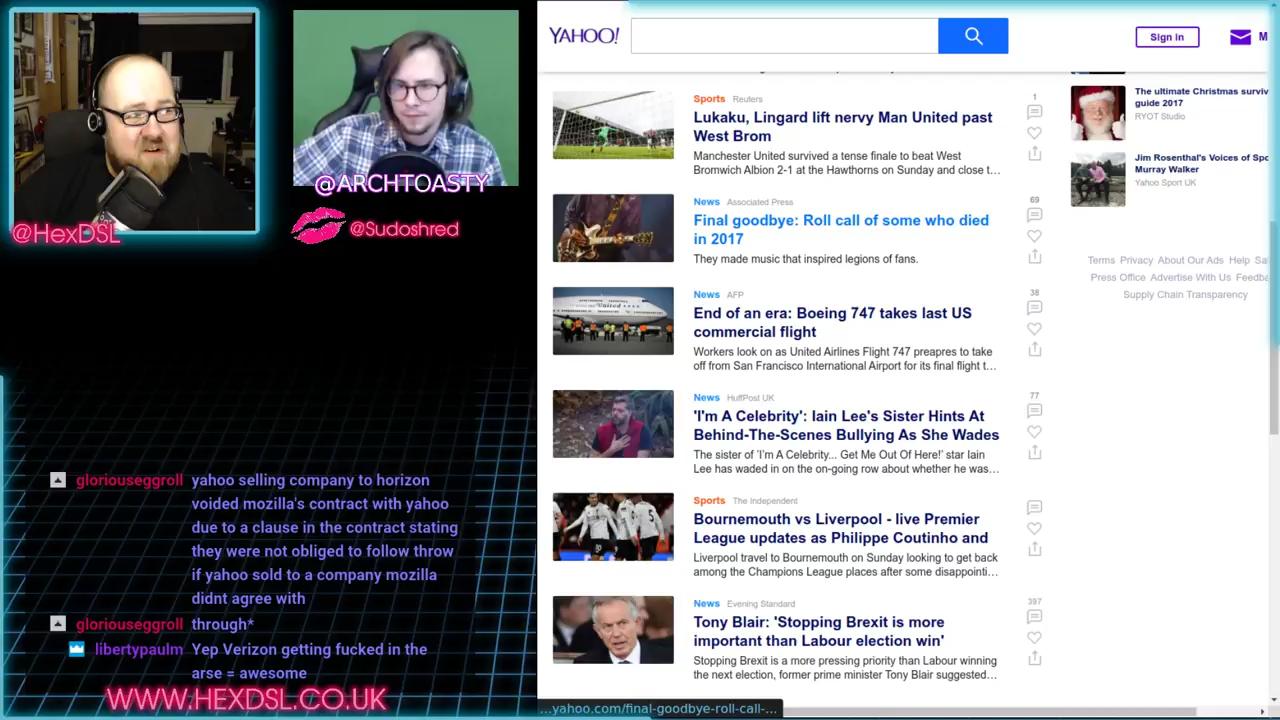 @HexDSL
@ARCHTOASTY
@Sudoshred
gloriouseggroll yahoo selling company to horizon
voided mozilla's contract with yahoo
due to a clause in the contract stating
they were not obliged to follow throw
if yahoo sold to a company mozilla
didnt agree with
gloriouseggroll through*
libertypaulm Yep Verizon getting fucked in the
arse = awesome
WWW.HEXDSL.CO.UK
YAHOO!
Sign in
M
Sports Reuters
Lukaku, Lingard lift nervy Man United past
West Brom
Manchester United survived a tense finale to beat West
Bromwich Albion 2-1 at the Hawthorns on Sunday and close t…
1
News Associated Press
Final goodbye: Roll call of some who died
in 2017
They made music that inspired legions of fans.
69
News AFP
End of an era: Boeing 747 takes last US
commercial flight
Workers look on as United Airlines Flight 747 preapres to take
off from San Francisco International Airport for its final flight t…
38
News HuffPost UK
'I'm A Celebrity': Iain Lee's Sister Hints At
Behind-The-Scenes Bullying As She Wades
The sister of 'I'm A Celebrity... Get Me Out Of Here!' star Iain
Lee has waded in on the on-going row about whether he was…
77
Sports The Independent
Bournemouth vs Liverpool - live Premier
League updates as Philippe Coutinho and
Liverpool travel to Bournemouth on Sunday looking to get back
among the Champions League places after some disappointi…
News Evening Standard
Tony Blair: 'Stopping Brexit is more
important than Labour election win'
Stopping Brexit is a more pressing priority than Labour winning
the next election, former prime minister Tony Blair suggested…
397
The ultimate Christmas surviv
guide 2017
RYOT Studio
Jim Rosenthal's Voices of Spo
Murray Walker
Yahoo Sport UK
Terms Privacy About Our Ads Help Sa
Press Office Advertise With Us Feedba
Supply Chain Transparency
…yahoo.com/final-goodbye-roll-call-…